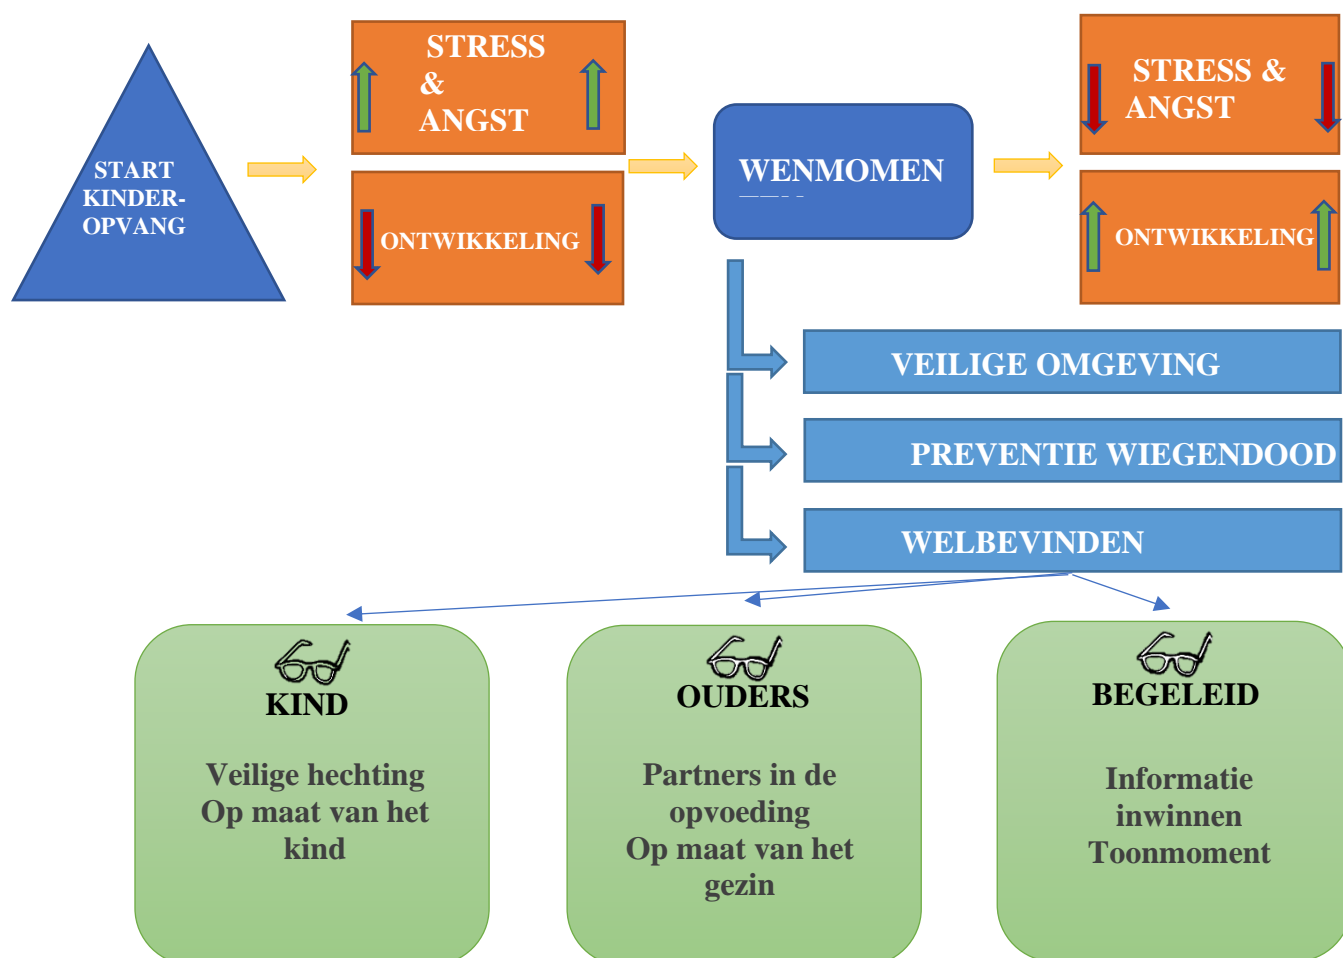 START
KINDER-
OPVANG
STRESS
&
ANGST
ONTWIKKELING
WENMOMEN
STRESS &
ANGST
ONTWIKKELING
VEILIGE OMGEVING
PREVENTIE WIEGENDOOD
WELBEVINDEN
KIND
Veilige hechting
Op maat van het
kind
OUDERS
Partners in de
opvoeding
Op maat van het
gezin
BEGELEID
Informatie
inwinnen
Toonmoment